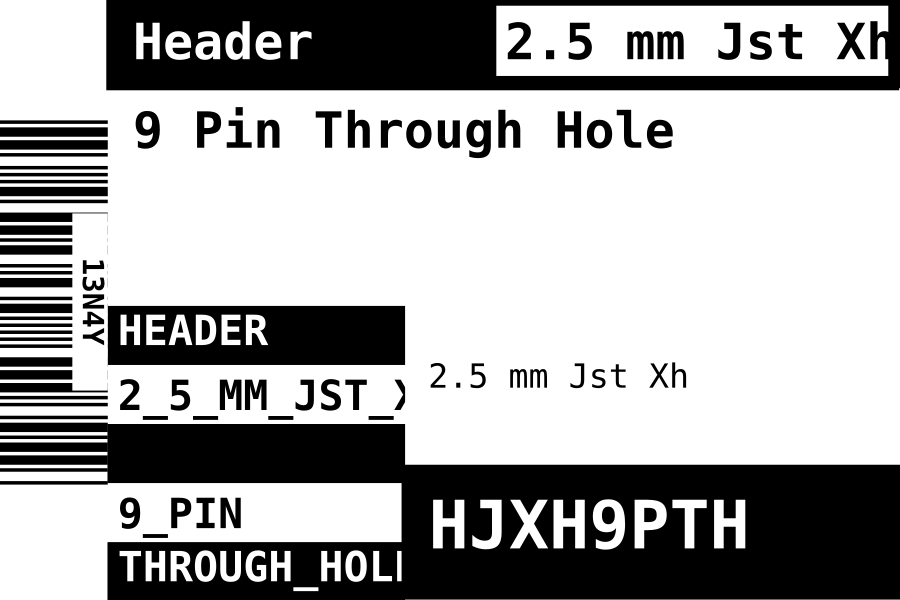 Header
2.5 mm Jst Xh
9 Pin Through Hole
13N4Y
HEADER
2_5_MM_JST_X
2.5 mm Jst Xh
9_PIN
THROUGH_HOL
HJXH9PTH